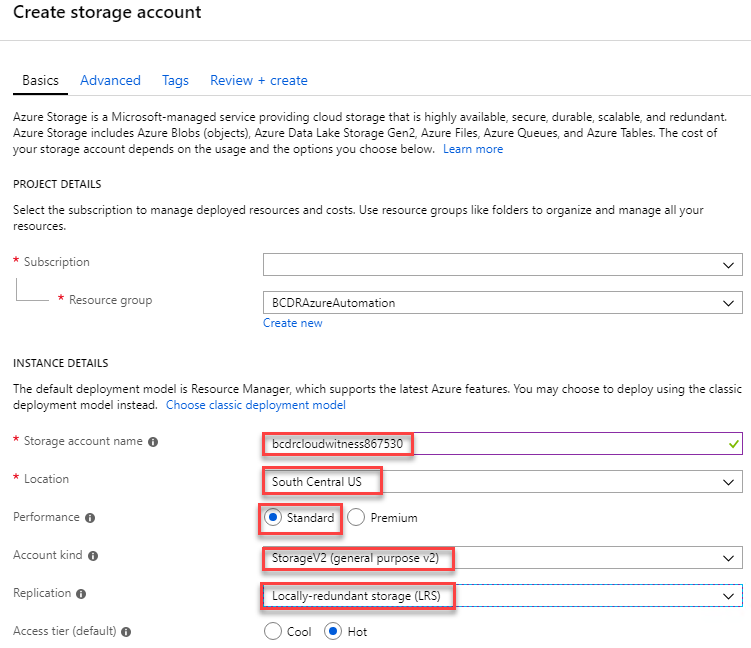 Create storage account
Basics Advanced Tags Review + create
Azure Storage is a Microsoft-managed service providing cloud storage that is highly available, secure, durable, scalable, and redundant.
Azure Storage includes Azure Blobs (objects), Azure Data Lake Storage Gen2, Azure Files, Azure Queues, and Azure Tables. The cost of
your storage account depends on the usage and the options you choose below. Learn more
PROJECT DETAILS
Select the subscription to manage deployed resources and costs. Use resource groups like folders to organize and manage all your
resources.
* Subscription
* Resource group BCDRAzureAutomation
Create new
INSTANCE DETAILS
The default deployment model is Resource Manager, which supports the latest Azure features. You may choose to deploy using the classic
deployment model instead. Choose classic deployment model
* Storage account name bcdrcloudwitness867530
* Location South Central US
Performance Standard Premium
Account kind StorageV2 (general purpose v2)
Replication Locally-redundant storage (LRS)
Access tier (default) Cool Hot